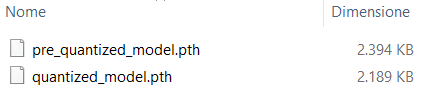 Nome Dimensione
pre_quantized_model.pth 2.394 KB
quantized_model.pth 2.189 KB